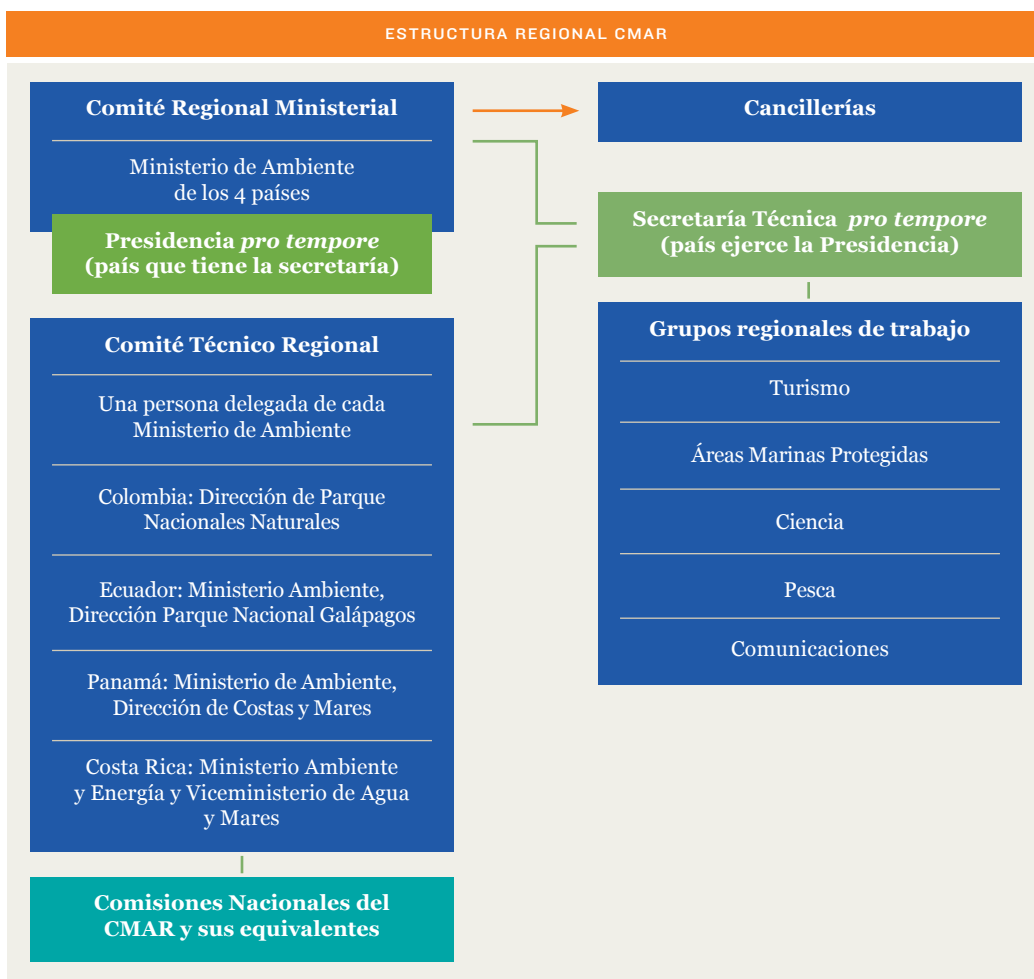 ESTRUCTURA REGIONAL CMAR
Comité Regional Ministerial
Ministerio de Ambiente
de los 4 países
Presidencia pro tempore
(país que tiene la secretaría)
Comité Técnico Regional
Una persona delegada de cada
Ministerio de Ambiente
Colombia: Dirección de Parque
Nacionales Naturales
Ecuador: Ministerio Ambiente,
Dirección Parque Nacional Galápagos
Panamá: Ministerio de Ambiente,
Dirección de Costas y Mares
Costa Rica: Ministerio Ambiente
y Energía y Viceministerio de Agua
y Mares
Comisiones Nacionales del
CMAR y sus equivalentes
Cancillerías
Secretaría Técnica pro tempore
(país ejerce la Presidencia)
Grupos regionales de trabajo
Turismo
Áreas Marinas Protegidas
Ciencia
Pesca
Comunicaciones